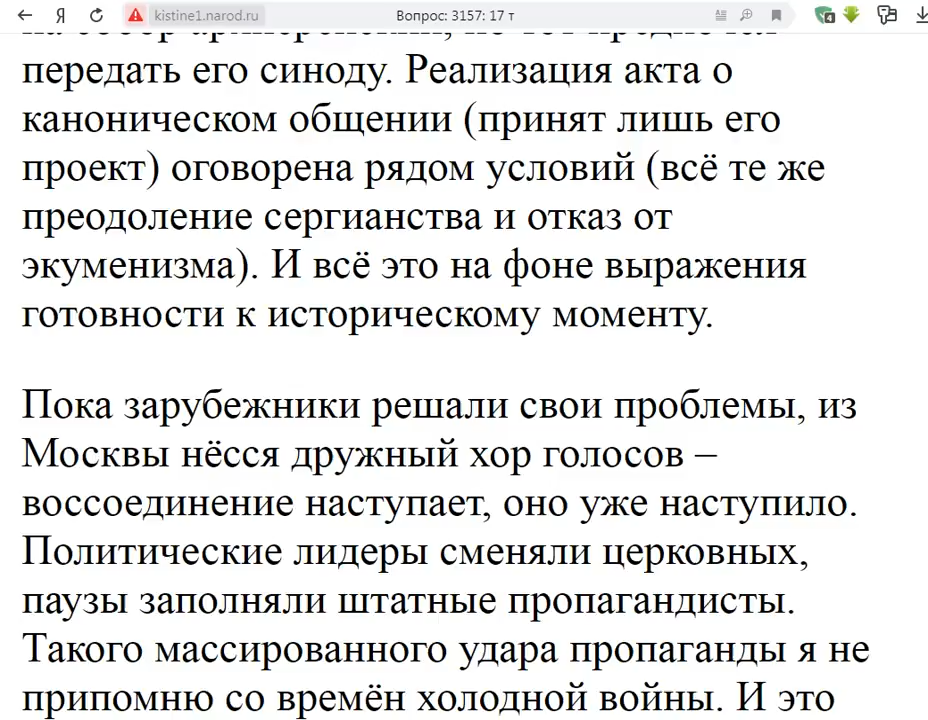 kistine1.narod.ru
Вопрос: 3157: 17 т
4
передать его синоду. Реализация акта о
каноническом общении (принят лишь его
проект) оговорена рядом условий (всё те же
преодоление сергианства и отказ от
экуменизма). И всё это на фоне выражения
готовности к историческому моменту.
Пока зарубежники решали свои проблемы, из
Москвы нёсся дружный хор голосов –
воссоединение наступает, оно уже наступило.
Политические лидеры сменяли церковных,
паузы заполняли штатные пропагандисты.
Такого массированного удара пропаганды я не
припомню со времён холодной войны. И это